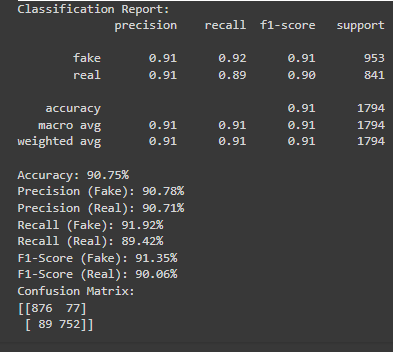 Classification Report:
precision recall f1-score support
fake 0.91 0.92 0.91 953
real 0.91 0.89 0.90 841
accuracy 0.91 1794
macro avg 0.91 0.91 0.91 1794
weighted avg 0.91 0.91 0.91 1794
Accuracy: 90.75%
Precision (Fake): 90.78%
Precision (Real): 90.71%
Recall (Fake): 91.92%
Recall (Real): 89.42%
F1-Score (Fake): 91.35%
F1-Score (Real): 90.06%
Confusion Matrix:
[[876 77]
[ 89 752]]